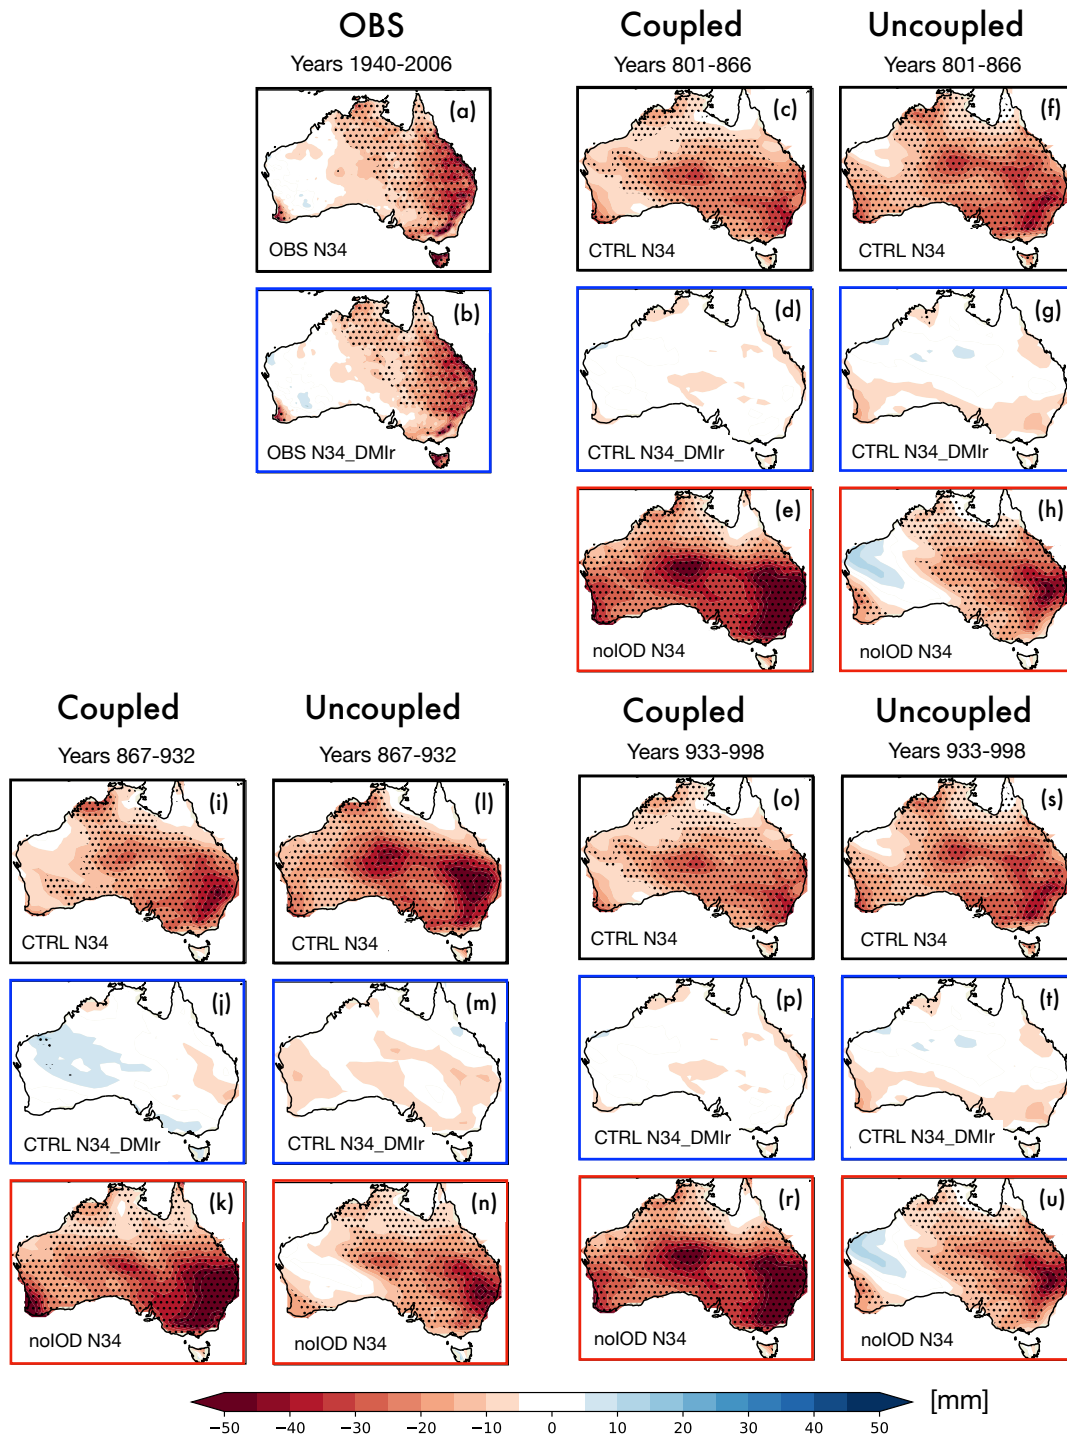 OBS
Years 1940-2006
Coupled
Years 801-866
Uncoupled
Years 801-866
(a)
OBS N34
(c)
CTRL N34
(f)
CTRL N34
(b)
OBS N34_DMIr
(d)
CTRL N34_DMIr
(g)
CTRL N34_DMIr
(e)
noIOD N34
(h)
noIOD N34
Coupled
Years 867-932
Uncoupled
Years 867-932
Coupled
Years 933-998
Uncoupled
Years 933-998
(i)
CTRL N34
(l)
CTRL N34
(o)
CTRL N34
(s)
CTRL N34
(j)
CTRL N34_DMIr
(m)
CTRL N34_DMIr
(p)
CTRL N34_DMIr
(t)
CTRL N34_DMIr
(k)
noIOD N34
(n)
noIOD N34
(r)
noIOD N34
(u)
noIOD N34
[mm]
−50 −40 −30 −20 −10 0 10 20 30 40 50